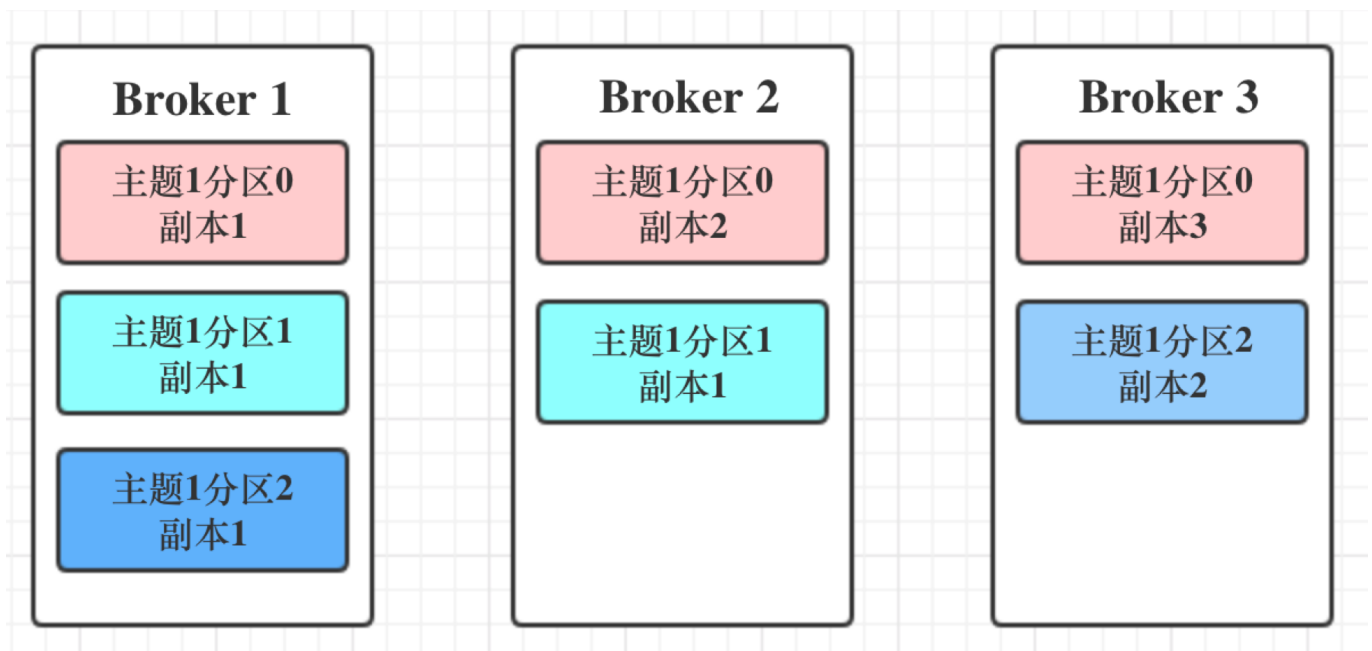 Broker 1
主题1分区0
副本1
主题1分区1
副本1
主题1分区2
副本1
Broker 2
主题1分区0
副本2
主题1分区1
副本1
Broker 3
主题1分区0
副本3
主题1分区2
副本2